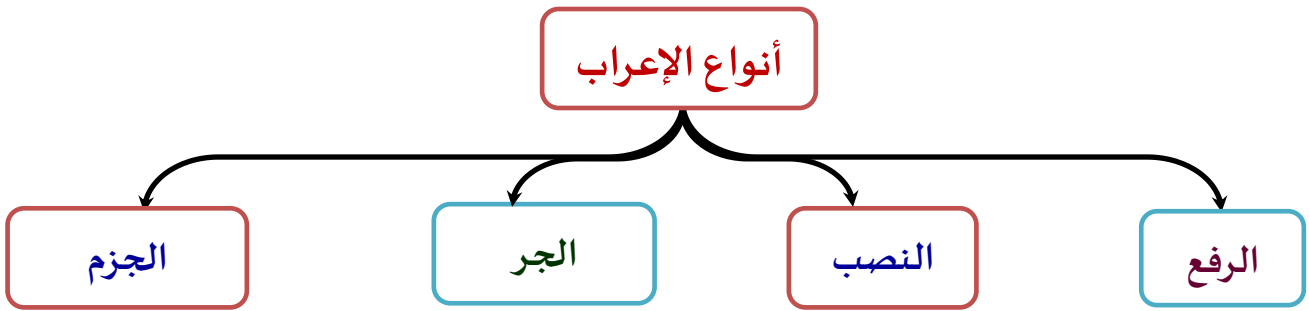 أنواع الإعراب
الرفع
النصب
الجر
الجزم